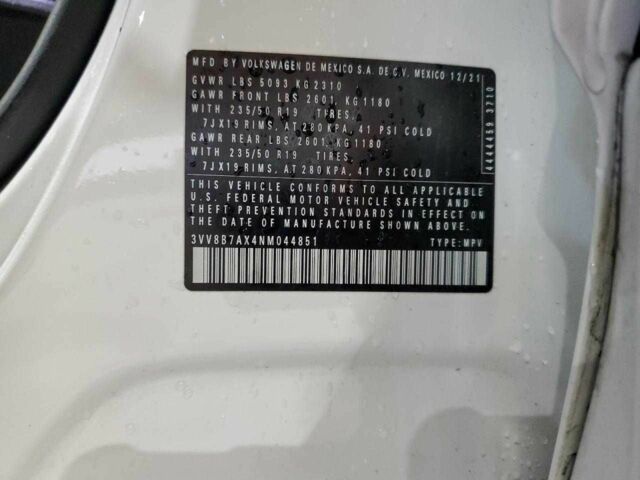 MFD. BY VOLKSWAGEN DE MEXICO S.A. DE C.V. MEXICO 12/21
GVWR LBS 5093 KG 2310
GAWR FRONT LBS 2601, KG 1180
WITH 235/50 R19 TIRES,
7JX19 RIMS, AT 280 KPA, 41 PSI COLD
GAWR REAR LBS 2601, KG 1180
WITH 235/50 R19 TIRES,
7JX19 RIMS, AT 280 KPA, 41 PSI COLD
THIS VEHICLE CONFORMS TO ALL APPLICABLE
U.S. FEDERAL MOTOR VEHICLE SAFETY AND
THEFT PREVENTION STANDARDS IN EFFECT ON
THE DATE OF MANUFACTURE SHOWN ABOVE.
3VV8B7AX4NM044851 TYPE: MPV
4444459 3710